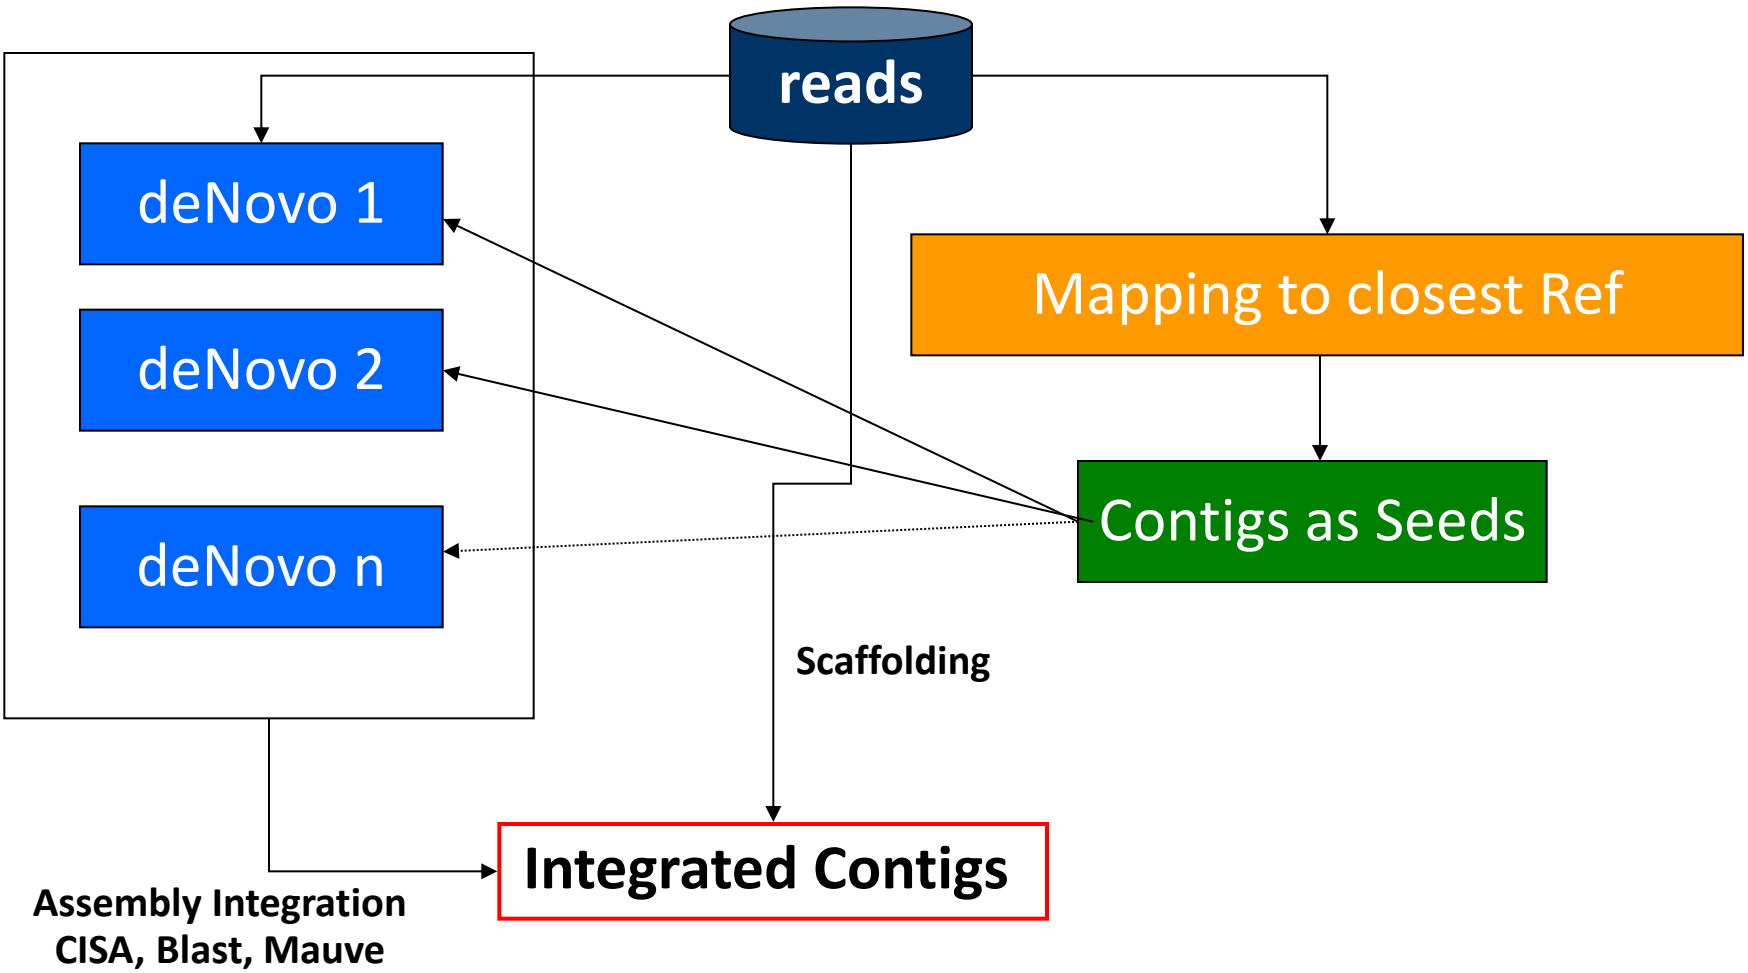 reads
deNovo 1
Mapping to closest Ref
deNovo 2
Contigs as Seeds
deNovo n
Scaffolding
Integrated Contigs
Assembly Integration
CISA, Blast, Mauve